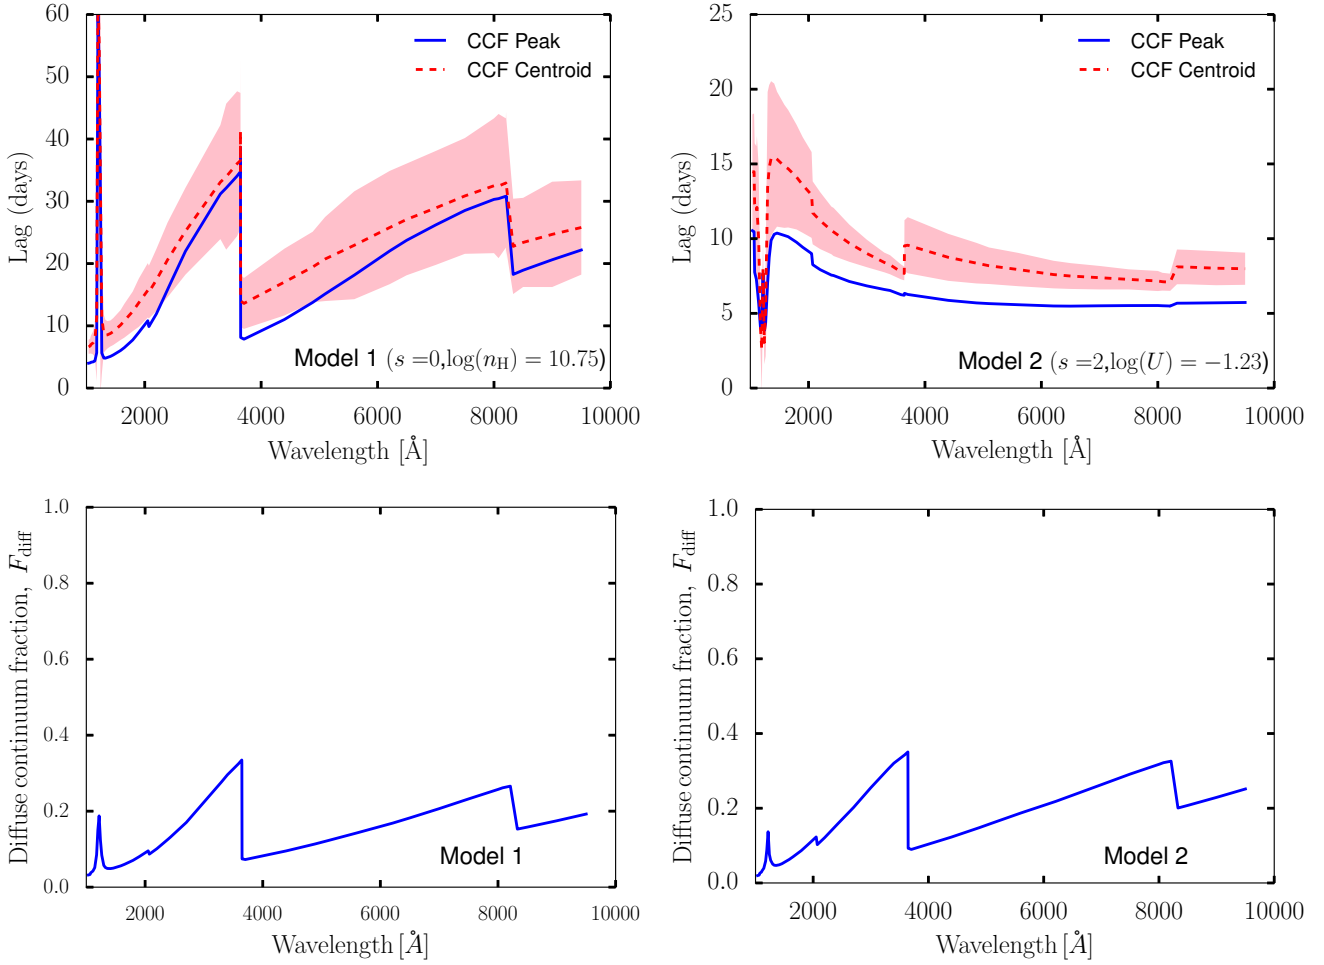 60
50
40
30
20
10
0
Lag (days)
CCF Peak
CCF Centroid
Model 1 (s =0,log(n_H) = 10.75)
2000 4000 6000 8000 10000
Wavelength [Å]
25
20
15
10
5
0
Lag (days)
CCF Peak
CCF Centroid
Model 2 (s =2,log(U) = −1.23)
2000 4000 6000 8000 10000
Wavelength [Å]
1.0
0.8
0.6
0.4
0.2
0.0
Diffuse continuum fraction, F_diff
Model 1
2000 4000 6000 8000 10000
Wavelength [Å]
1.0
0.8
0.6
0.4
0.2
0.0
Diffuse continuum fraction, F_diff
Model 2
2000 4000 6000 8000 10000
Wavelength [Å]